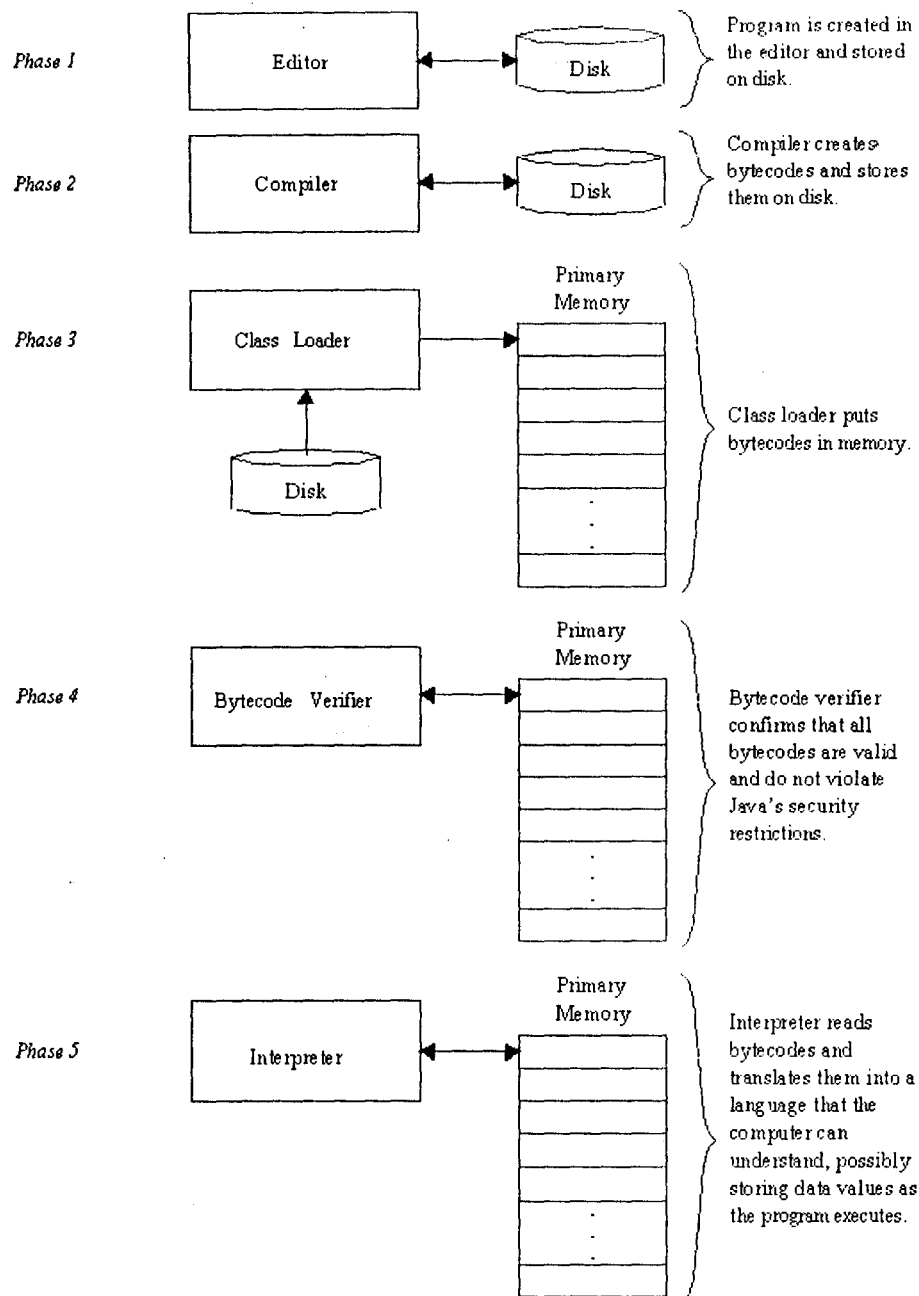 Phase 1
Editor
Disk
Program is created in
the editor and stored
on disk.
Phase 2
Compiler
Disk
Compiler creates
bytecodes and stores
them on disk.
Primary
Memory
Phase 3
Class Loader
Disk
Class loader puts
bytecodes in memory.
Primary
Memory
Phase 4
Bytecode Verifier
Bytecode verifier
confirms that all
bytecodes are valid
and do not violate
Java's security
restrictions.
Primary
Memory
Phase 5
Interpreter
Interpreter reads
bytecodes and
translates them into a
language that the
computer can
understand, possibly
storing data values as
the program executes.